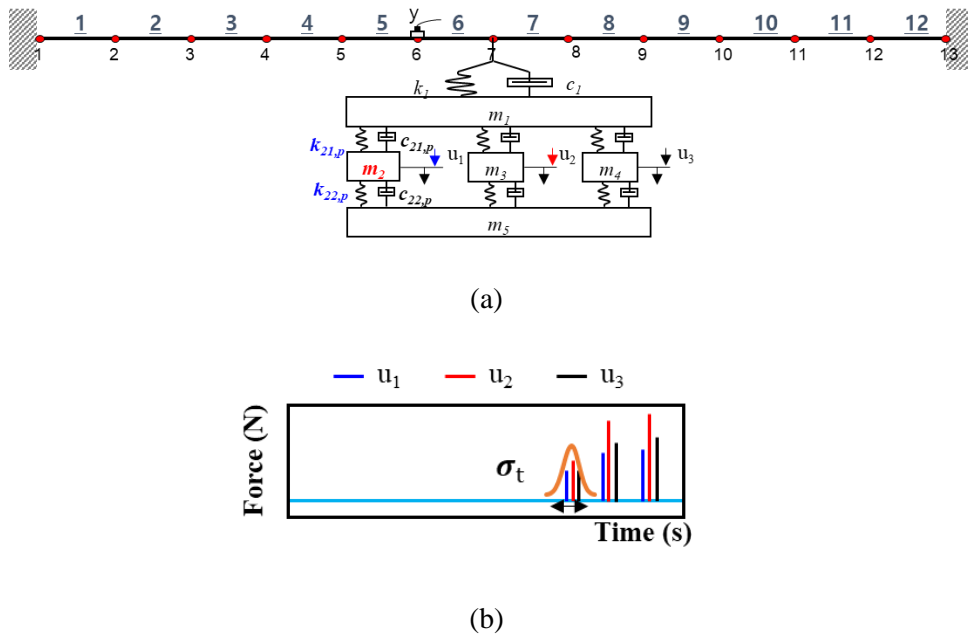 1 2 3 4 5 y 6 7 8 9 10 11 12
1 2 3 4 5 6 7 8 9 10 11 12 13
k1 c1
m1
k21,p c21,p u1 u2 u3
m2 m3 m4
k22,p c22,p
m5
(a)
u1 u2 u3
Force (N)
σt
Time (s)
(b)